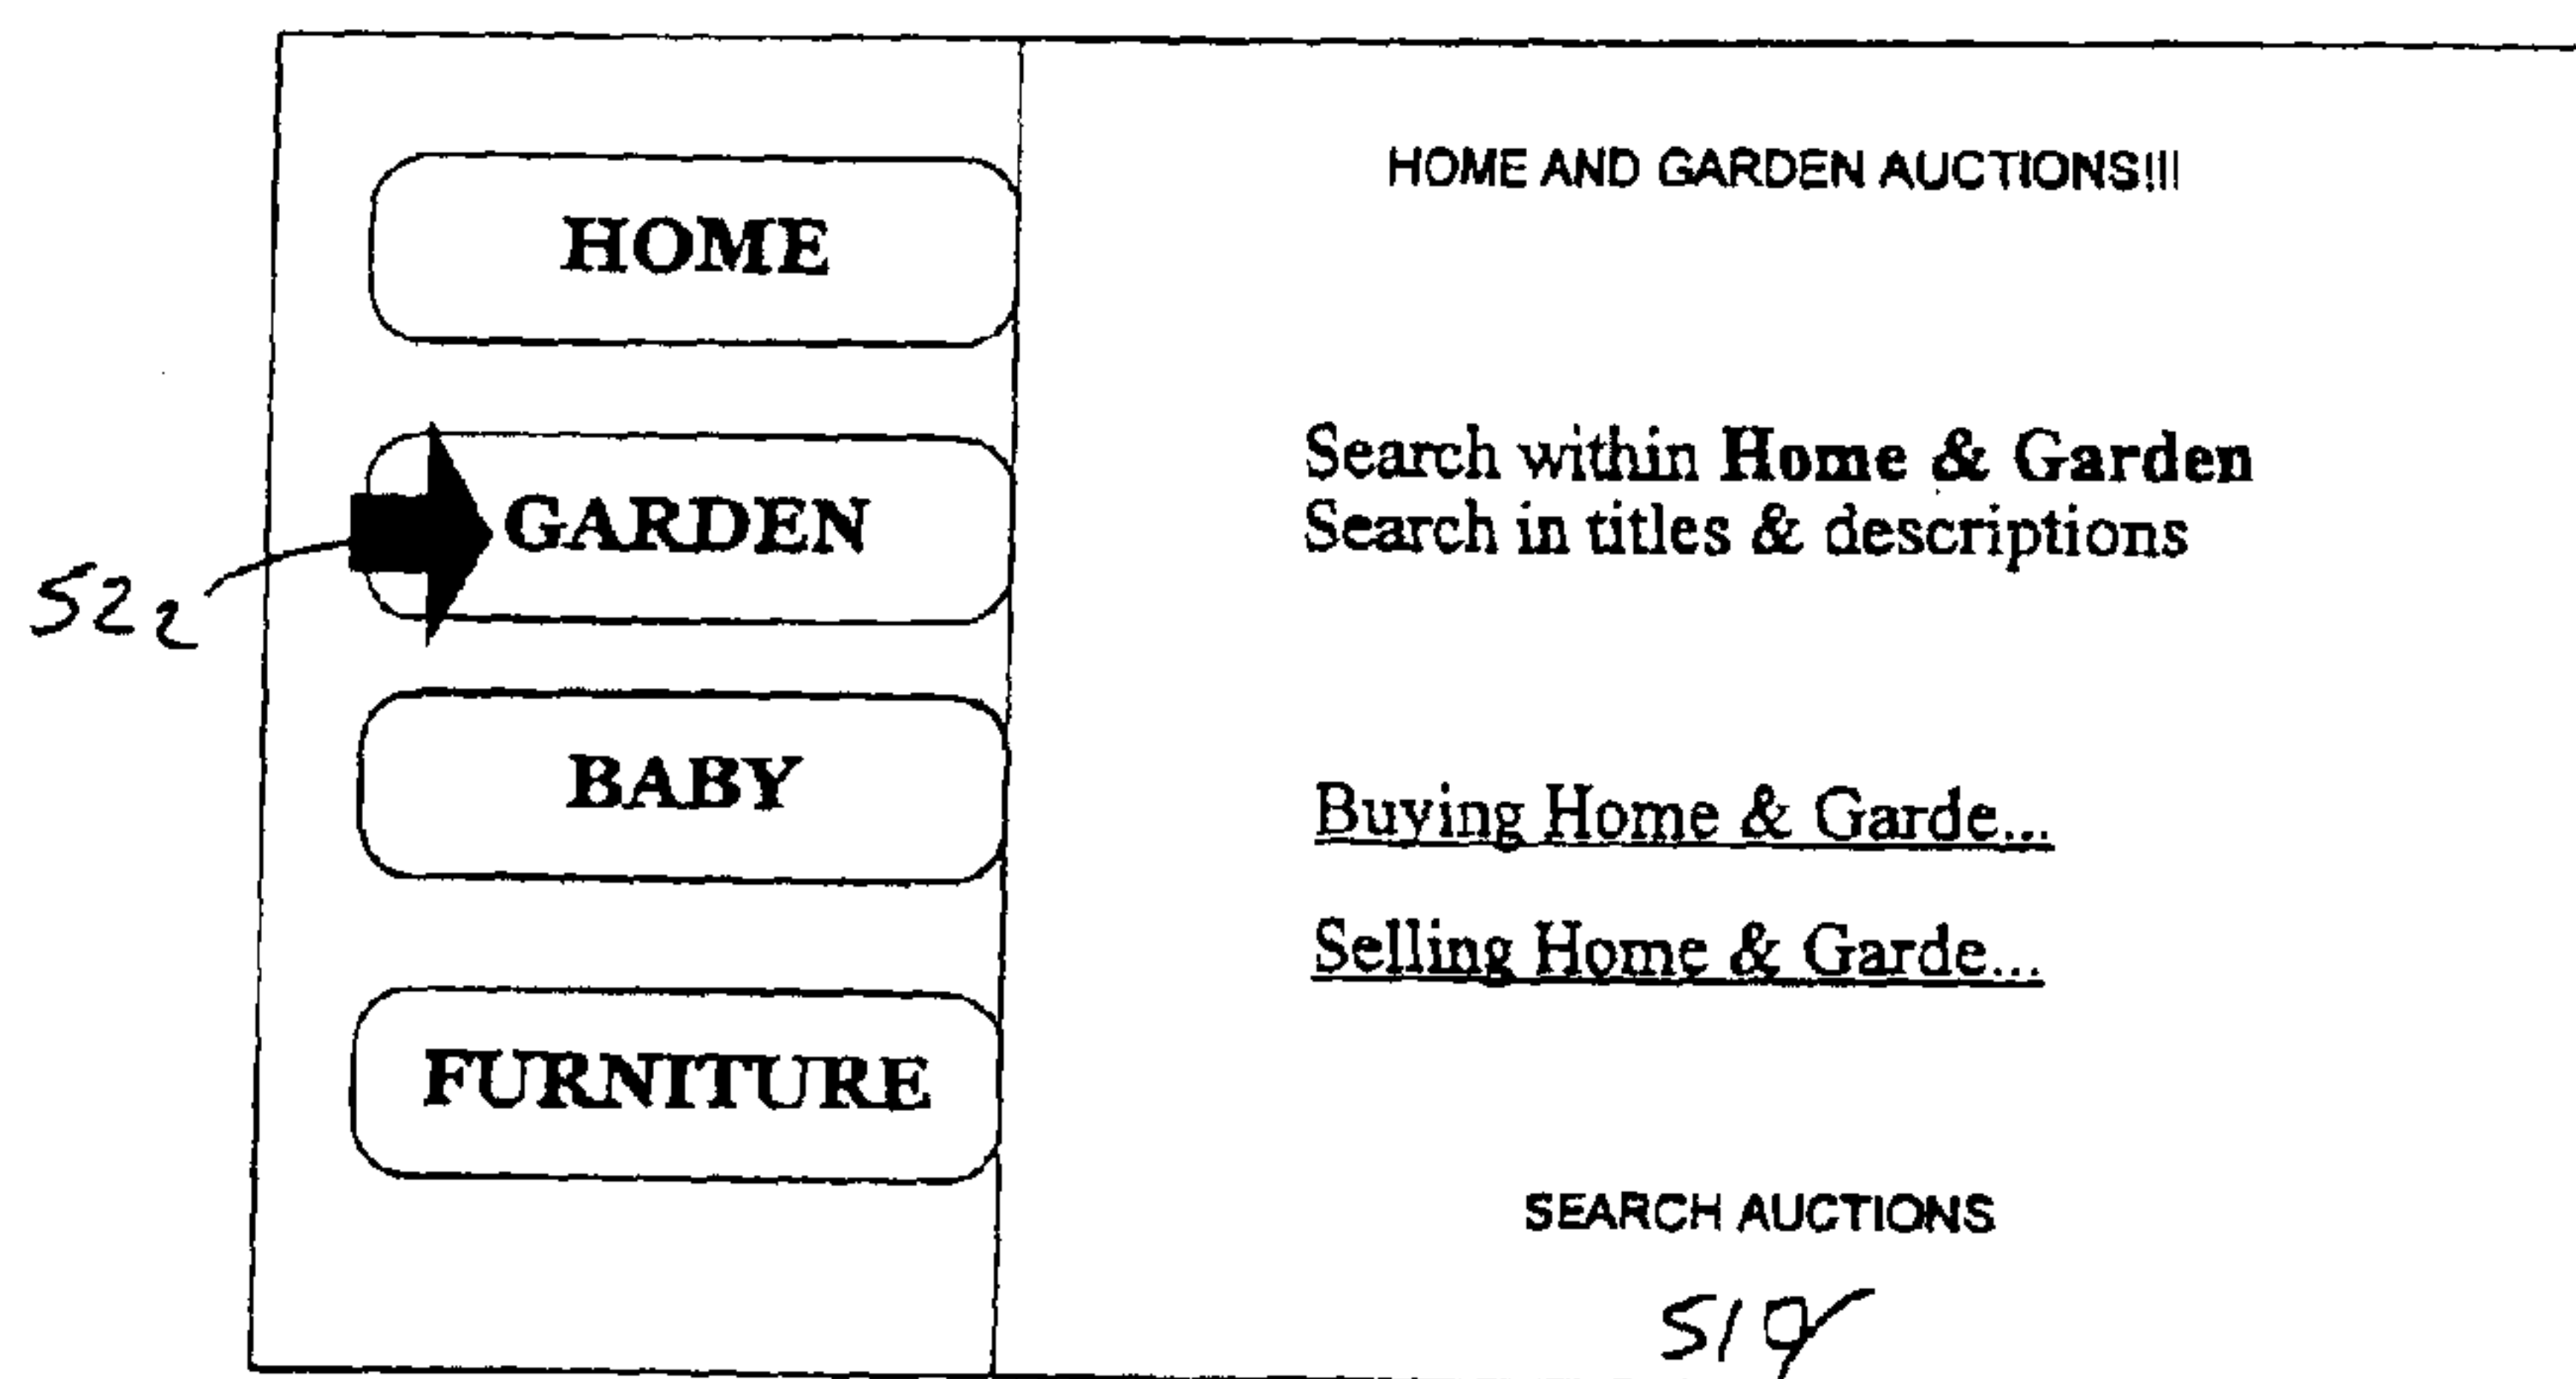 HOME
GARDEN
BABY
FURNITURE
522
HOME AND GARDEN AUCTIONS!!!
Search within Home & Garden
Search in titles & descriptions
Buying Home & Garde...
Selling Home & Garde...
SEARCH AUCTIONS